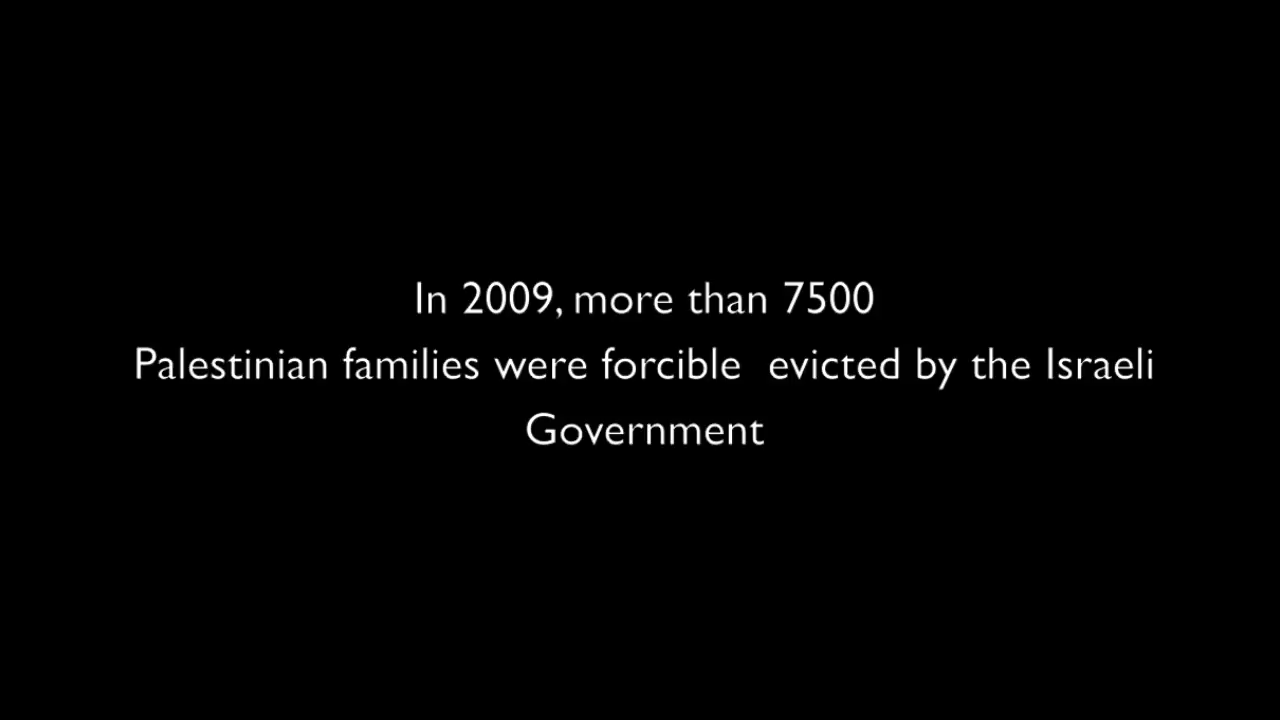 In 2009, more than 7500
Palestinian families were forcible  evicted by the Israeli
Government